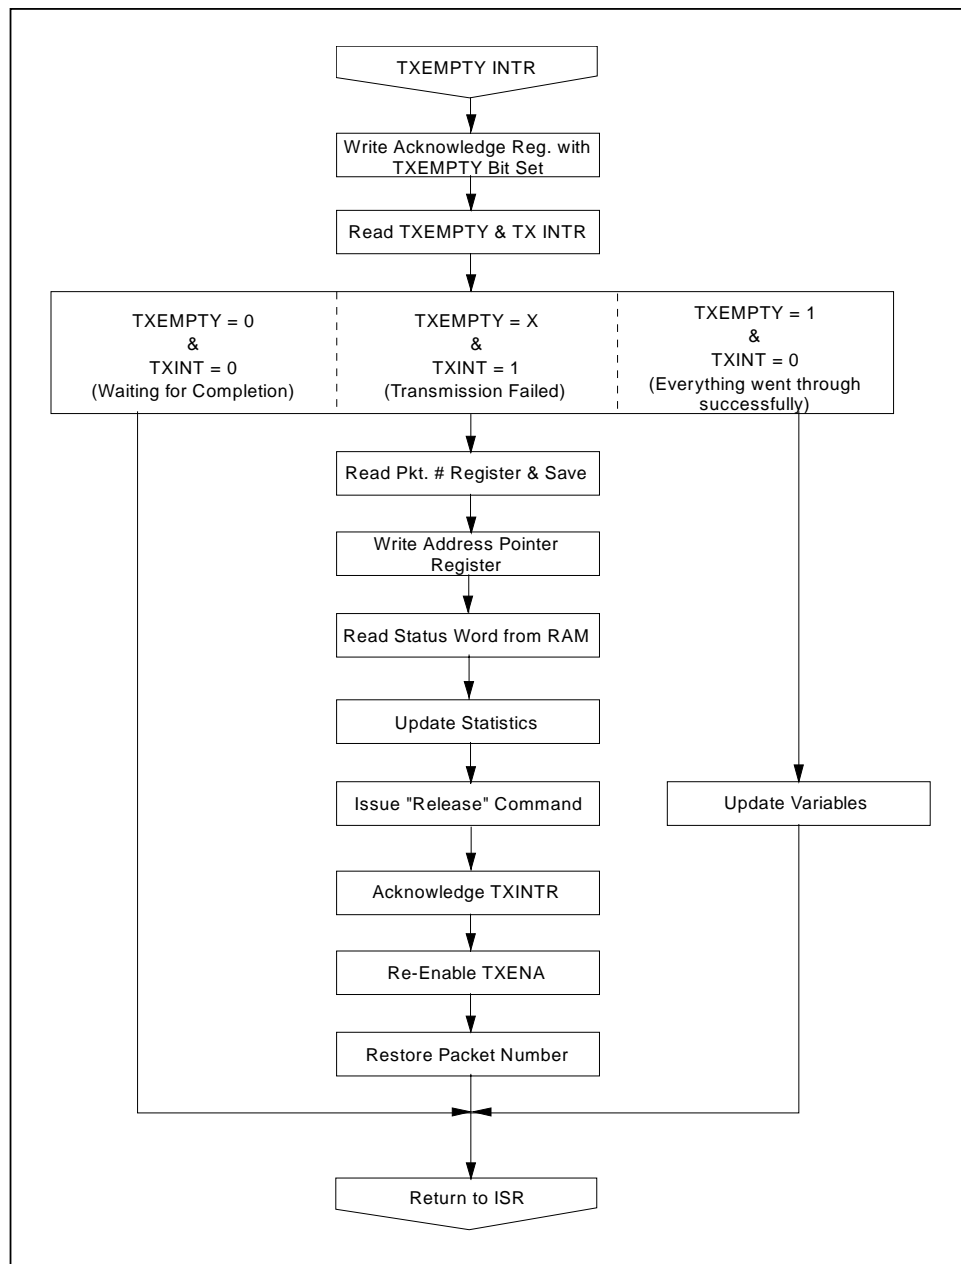 TXEMPTY INTR
Write Acknowledge Reg. with
TXEMPTY Bit Set
Read TXEMPTY & TX INTR
TXEMPTY = 0
&
TXINT = 0
(Waiting for Completion)
TXEMPTY = X
&
TXINT = 1
(Transmission Failed)
TXEMPTY = 1
&
TXINT = 0
(Everything went through
successfully)
Read Pkt. # Register & Save
Write Address Pointer
Register
Read Status Word from RAM
Update Statistics
Issue "Release" Command
Update Variables
Acknowledge TXINTR
Re-Enable TXENA
Restore Packet Number
Return to ISR